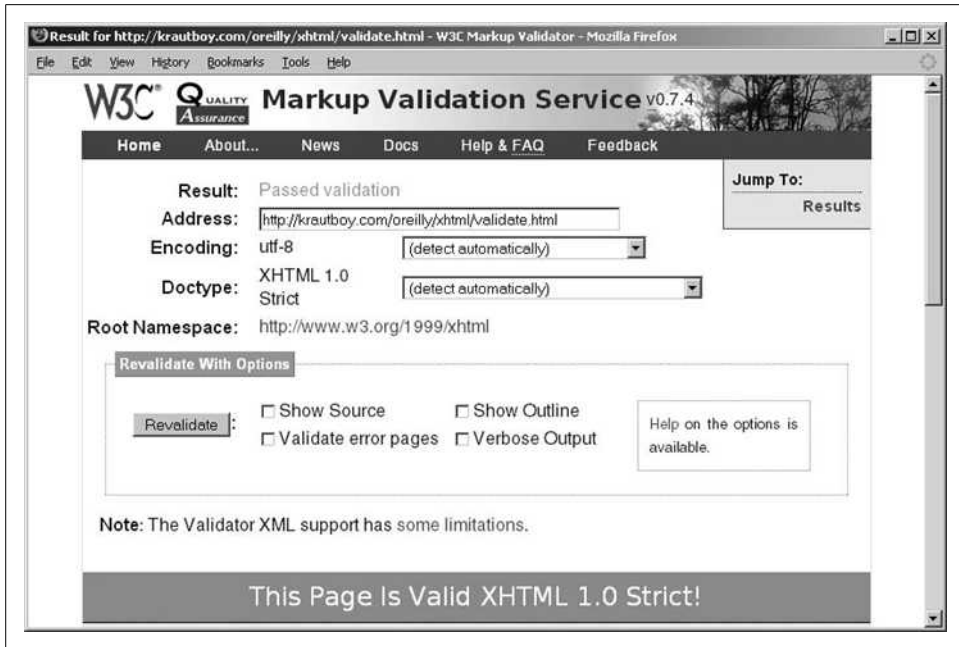 Result for http://krautboy.com/oreilly/xhtml/validate.html - W3C Markup Validator - Mozilla Firefox
File Edit View History Bookmarks Tools Help
W3C® QUALITY Assurance Markup Validation Service v0.7.4
Home About... News Docs Help & FAQ Feedback
Jump To:
Results
Result: Passed validation
Address: http://krautboy.com/oreilly/xhtml/validate.html
Encoding: utf-8 (detect automatically)
Doctype: XHTML 1.0 Strict (detect automatically)
Root Namespace: http://www.w3.org/1999/xhtml
Revalidate With Options
Revalidate : Show Source Show Outline
Validate error pages Verbose Output
Help on the options is
available.
Note: The Validator XML support has some limitations.
This Page Is Valid XHTML 1.0 Strict!